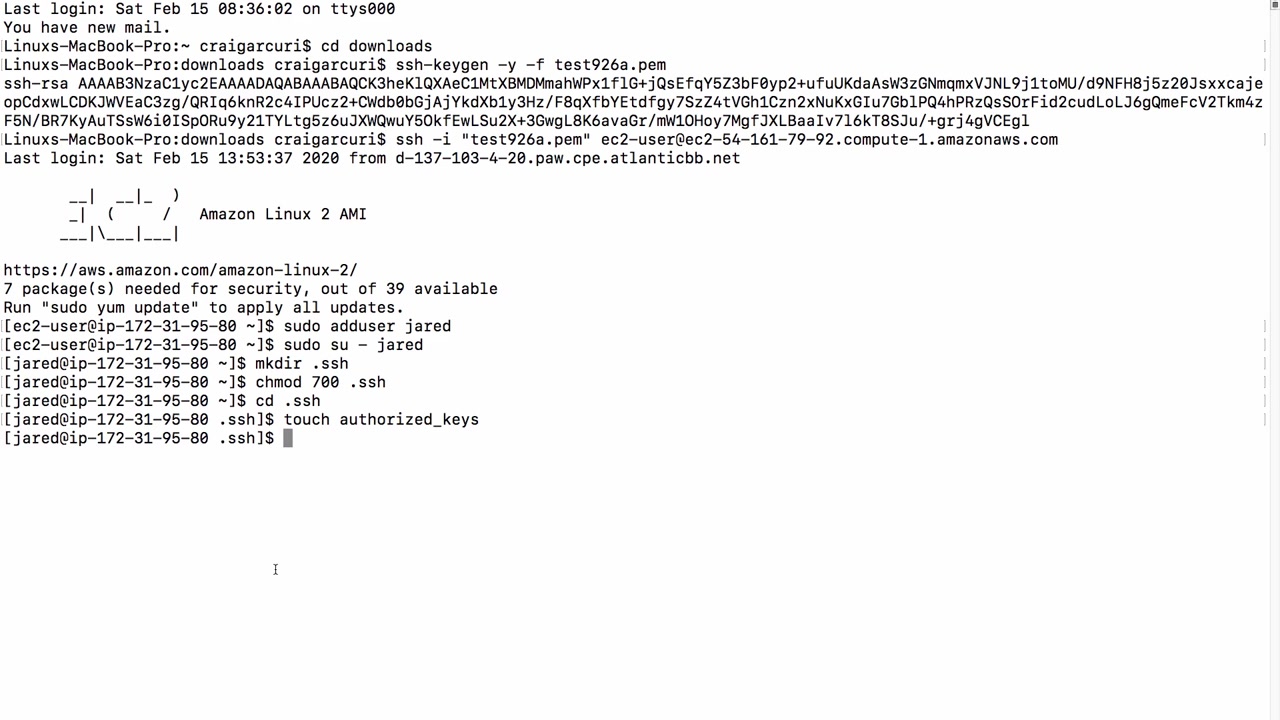 Last login: Sat Feb 15 08:36:02 on ttys000
You have new mail.
Linuxs-MacBook-Pro:~ craigarcuri$ cd downloads
Linuxs-MacBook-Pro:downloads craigarcuri$ ssh-keygen -y -f test926a.pem
ssh-rsa AAAAB3NzaC1yc2EAAAADAQABAAABAQCK3heKlQXAeC1MtXBMDMmahWPx1flG+jQsEfqY5Z3bF0yp2+ufuUKdaAsW3zGNmqmxVJNL9j1toMU/d9NFH8j5z20Jsxxcaje
opCdxwLCDKJWVEaC3zg/QRIq6knR2c4IPUcz2+CWdb0bGjAjYkdXb1y3Hz/F8qXfbYEtdfgy7SzZ4tVGh1Czn2xNuKxGIu7GblPQ4hPRzQsSOrFid2cudLoLJ6gQmeFcV2Tkm4z
F5N/BR7KyAuTSsW6i0ISpORu9y21TYLtg5z6uJXWQwuY5OkfEwLSu2X+3GwgL8K6avaGr/mW1OHoy7MgfJXLBaaIv7l6kT8SJu/+grj4gVCEgl
Linuxs-MacBook-Pro:downloads craigarcuri$ ssh -i "test926a.pem" ec2-user@ec2-54-161-79-92.compute-1.amazonaws.com
Last login: Sat Feb 15 13:53:37 2020 from d-137-103-4-20.paw.cpe.atlanticbb.net
       __|  __|_  )
       _|  (     /   Amazon Linux 2 AMI
      ___|\___|___|
https://aws.amazon.com/amazon-linux-2/
7 package(s) needed for security, out of 39 available
Run "sudo yum update" to apply all updates.
[ec2-user@ip-172-31-95-80 ~]$ sudo adduser jared
[ec2-user@ip-172-31-95-80 ~]$ sudo su - jared
[jared@ip-172-31-95-80 ~]$ mkdir .ssh
[jared@ip-172-31-95-80 ~]$ chmod 700 .ssh
[jared@ip-172-31-95-80 ~]$ cd .ssh
[jared@ip-172-31-95-80 .ssh]$ touch authorized_keys
[jared@ip-172-31-95-80 .ssh]$